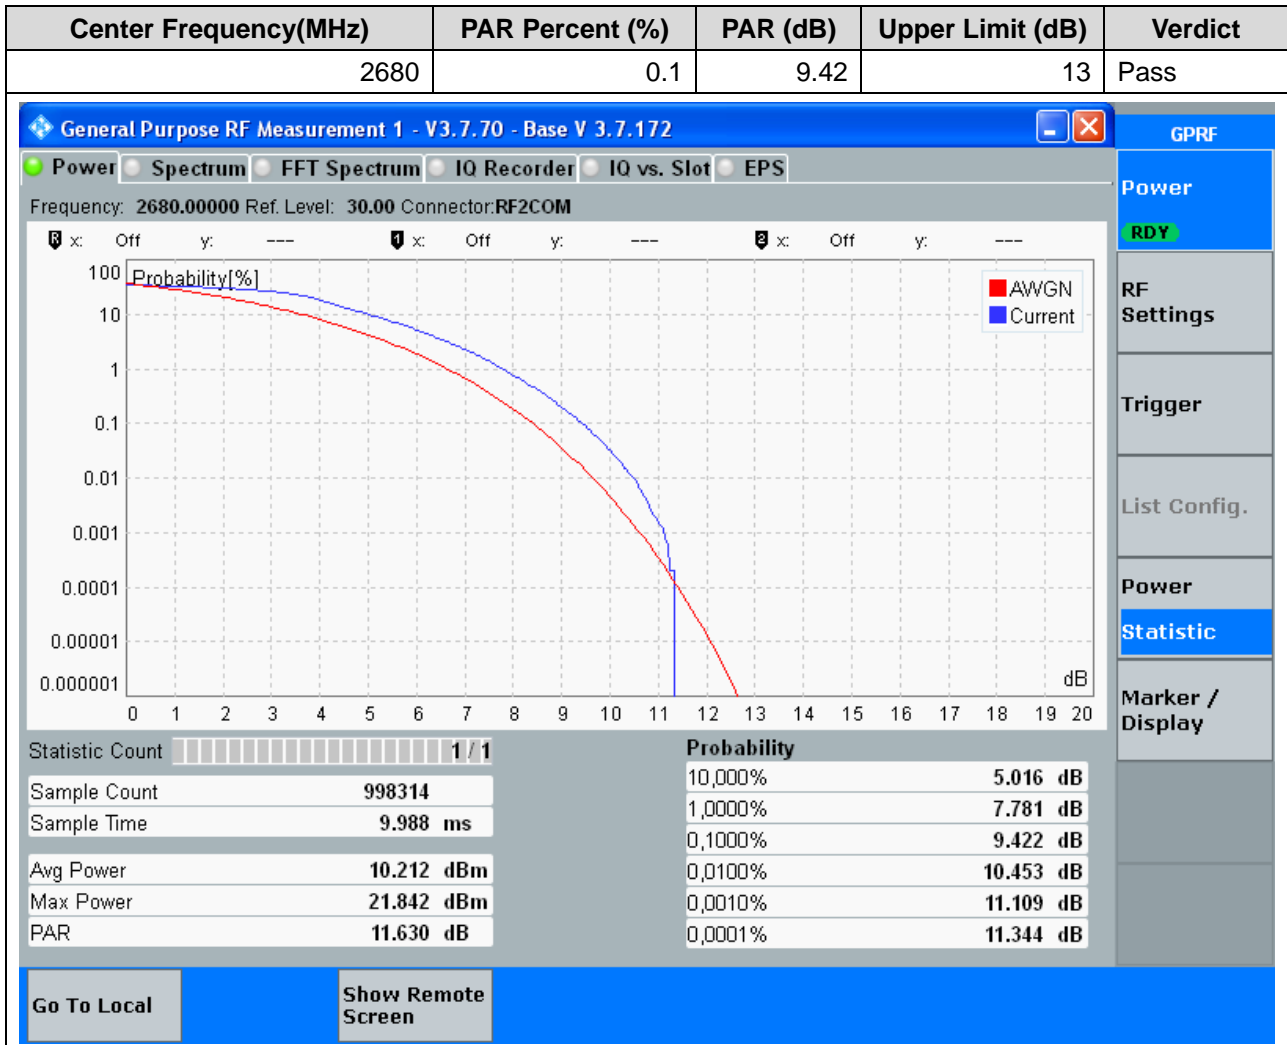 Center Frequency(MHz) PAR Percent (%) PAR (dB) Upper Limit (dB) Verdict
2680 0.1 9.42 13 Pass
General Purpose RF Measurement 1 - V3.7.70 - Base V 3.7.172
GPRF
Power Spectrum FFT Spectrum IQ Recorder IQ vs. Slot EPS
Frequency: 2680.00000 Ref. Level: 30.00 Connector:RF2COM
R x: Off y: --- 1 x: Off y: --- 2 x: Off y: ---
Probability[%]
100
10
1
0.1
0.01
0.001
0.0001
0.00001
0.000001
AWGN
Current
dB
0 1 2 3 4 5 6 7 8 9 10 11 12 13 14 15 16 17 18 19 20
Statistic Count 1 / 1
Sample Count 998314
Sample Time 9.988 ms
Avg Power 10.212 dBm
Max Power 21.842 dBm
PAR 11.630 dB
Probability
10,000% 5.016 dB
1,0000% 7.781 dB
0,1000% 9.422 dB
0,0100% 10.453 dB
0,0010% 11.109 dB
0,0001% 11.344 dB
Power
RDY
RF
Settings
Trigger
List Config.
Power
Statistic
Marker /
Display
Go To Local
Show Remote
Screen